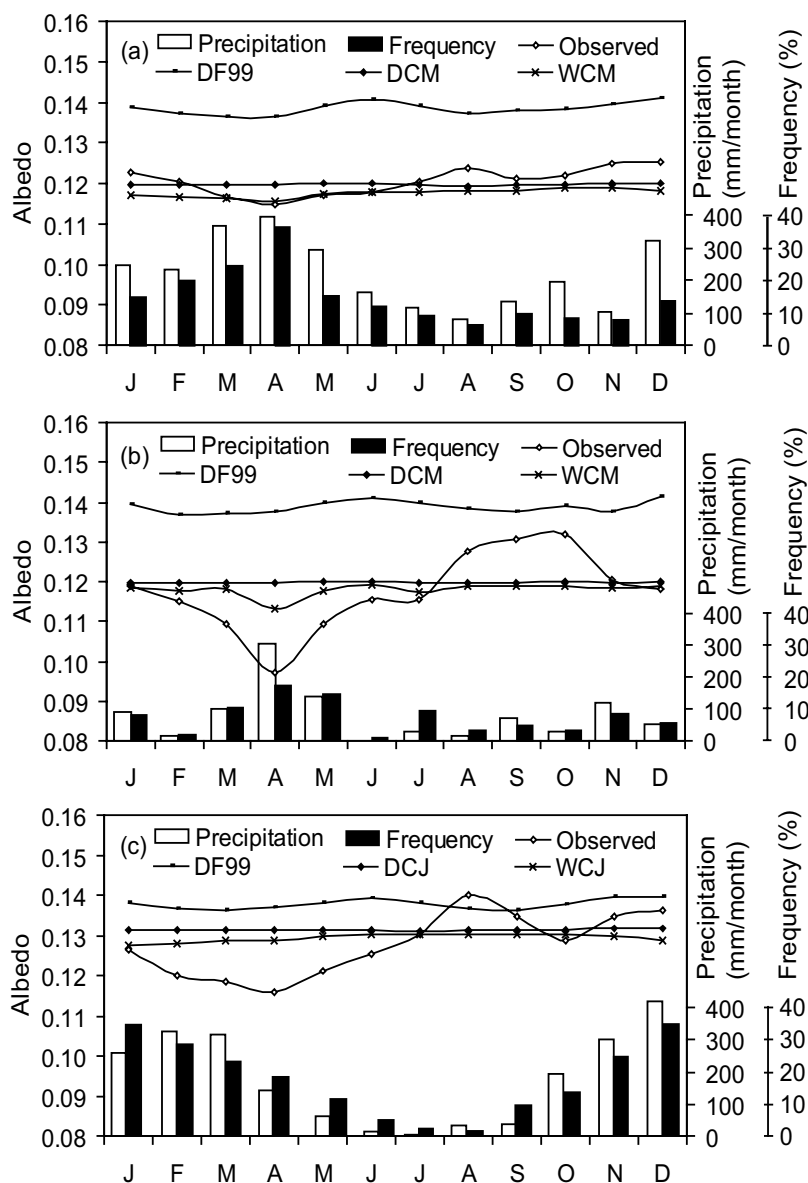 (a) Precipitation Frequency Observed
DF99 DCM WCM
0.16
0.15
0.14
0.13
0.12
0.11
0.10
0.09
0.08
Albedo
Precipitation
(mm/month)
400
300
200
100
0
Frequency (%)
40
30
20
10
0
J F M A M J J A S O N D
(b) Precipitation Frequency Observed
DF99 DCM WCM
0.16
0.15
0.14
0.13
0.12
0.11
0.10
0.09
0.08
Albedo
Precipitation
(mm/month)
400
300
200
100
0
Frequency (%)
40
30
20
10
0
J F M A M J J A S O N D
(c) Precipitation Frequency Observed
DF99 DCJ WCJ
0.16
0.15
0.14
0.13
0.12
0.11
0.10
0.09
0.08
Albedo
Precipitation
(mm/month)
400
300
200
100
0
Frequency (%)
40
30
20
10
0
J F M A M J J A S O N D